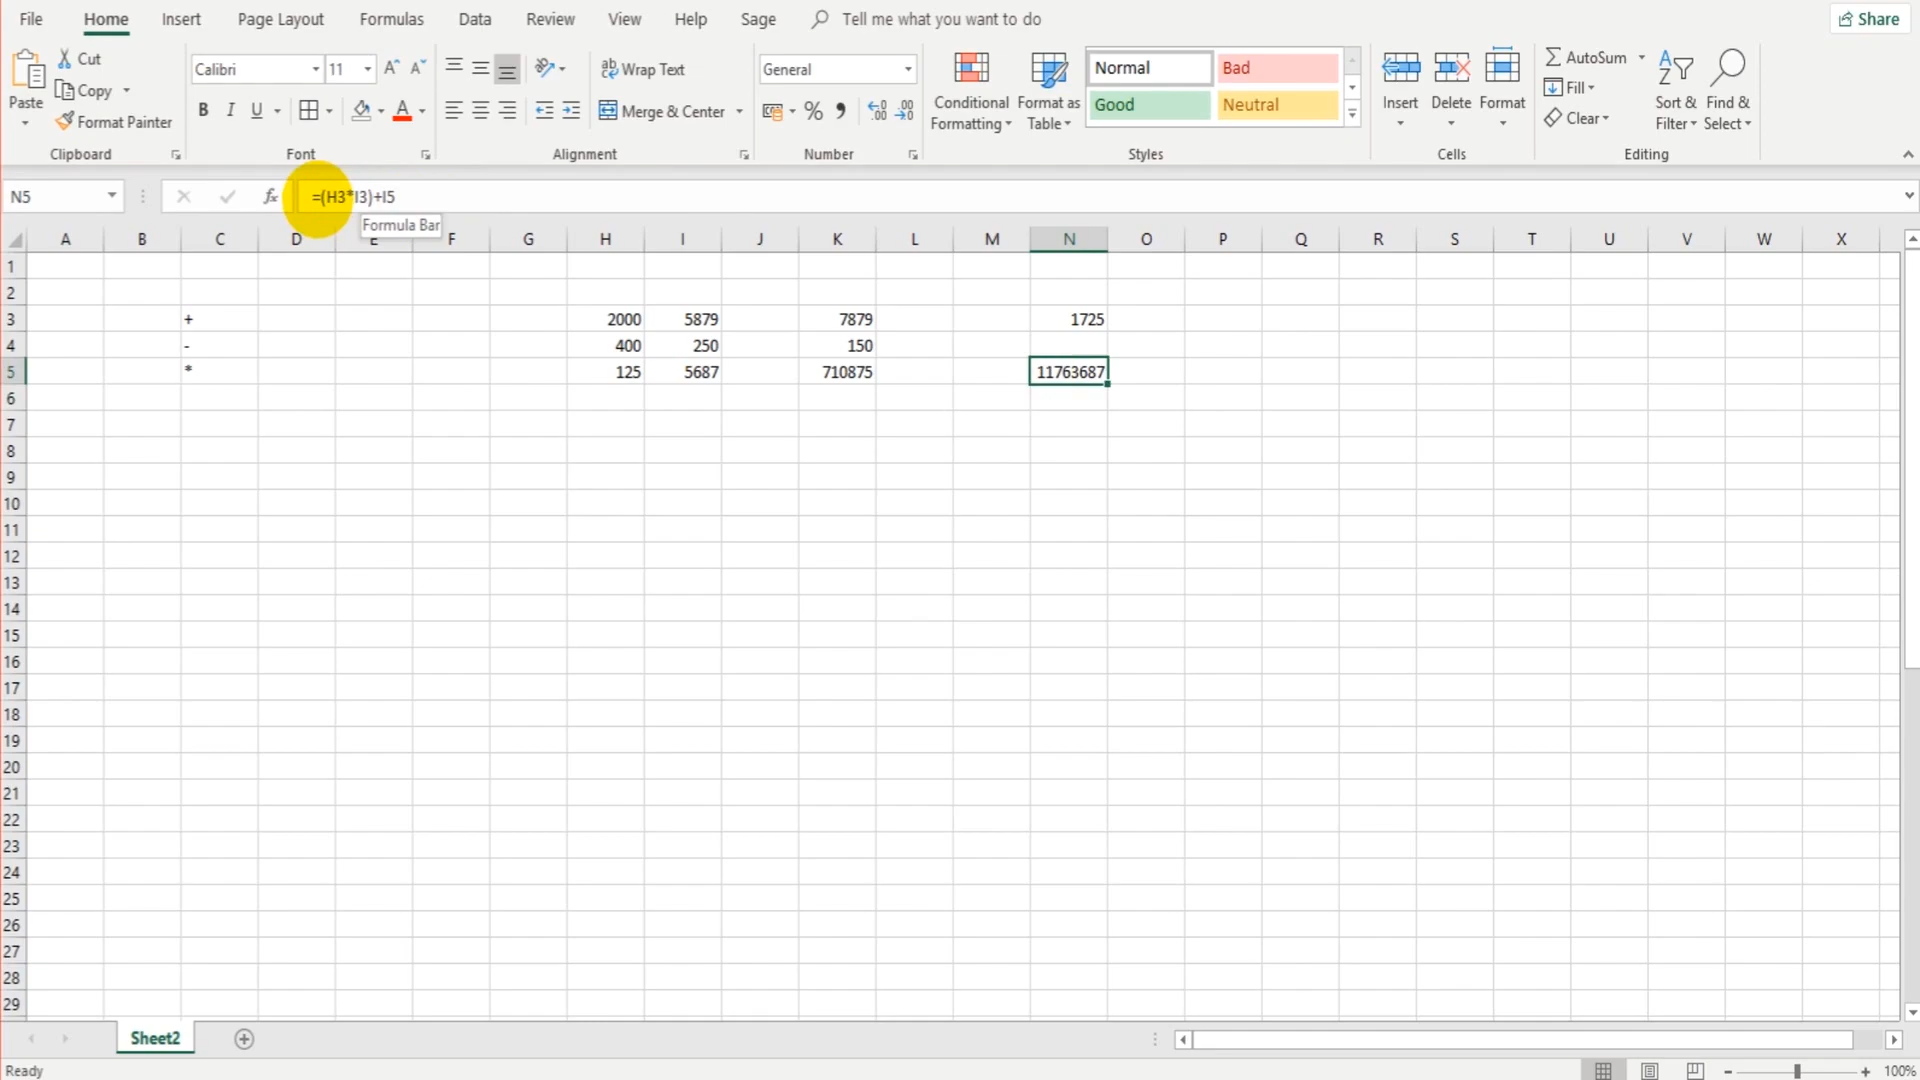 File Home Insert Page Layout Formulas Data Review View Help Sage Tell me what you want to do Share
Paste Cut Copy Format Painter Clipboard
Calibri 11 B I U A Font
Wrap Text Merge & Center Alignment
General % , Number
Conditional Formatting Format as Table
Normal Bad Good Neutral Styles
Insert Delete Format Cells
AutoSum Fill Clear Sort & Filter Find & Select Editing
N5 fx =(H3*I3)+I5
Formula Bar
A B C D E F G H I J K L M N O P Q R S T U V W X
1
2
3 + 2000 5879 7879 1725
4 - 400 250 150
5 * 125 5687 710875 11763687
6
7
8
9
10
11
12
13
14
15
16
17
18
19
20
21
22
23
24
25
26
27
28
29
Sheet2
Ready 100%